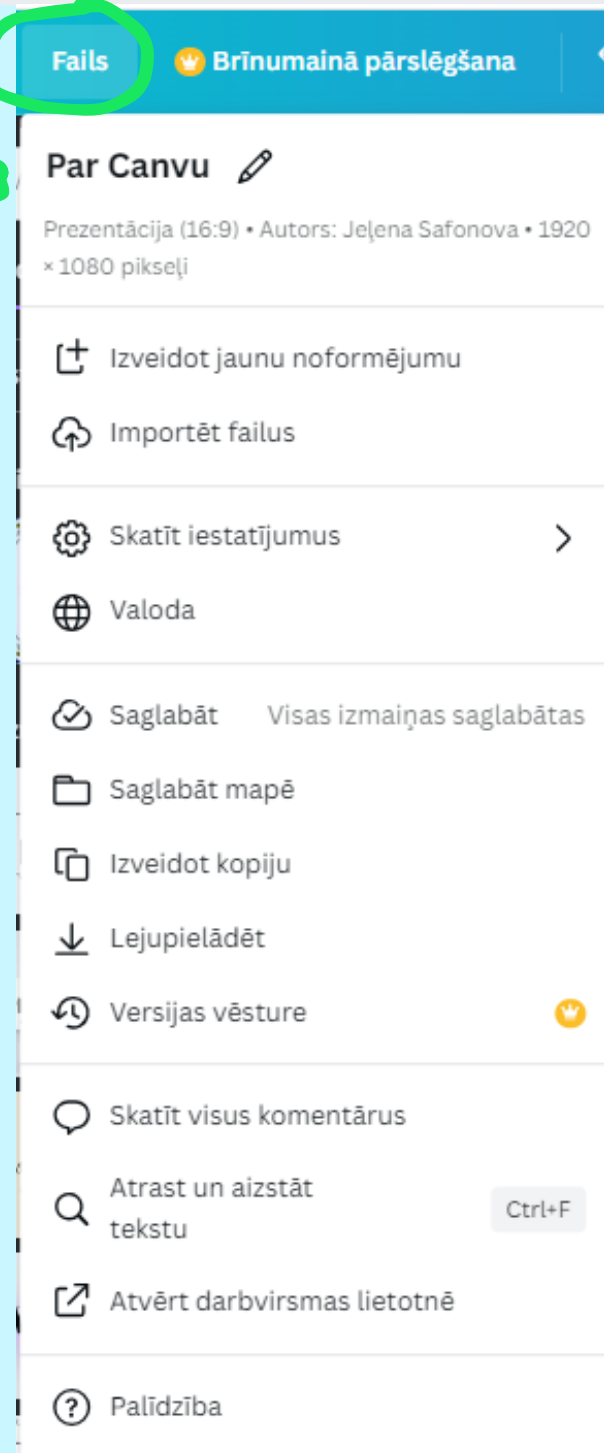 Fails Brīnumainā pārslēgšana
Par Canvu
Prezentācija (16:9) • Autors: Jeļena Safonova • 1920
× 1080 pikseļi
Izveidot jaunu noformējumu
Importēt failus
Skatīt iestatījumus
Valoda
Saglabāt Visas izmaiņas saglabātas
Saglabāt mapē
Izveidot kopiju
Lejupielādēt
Versijas vēsture
Skatīt visus komentārus
Atrast un aizstāt
tekstu
Ctrl+F
Atvērt darbvirsmas lietotnē
Palīdzība